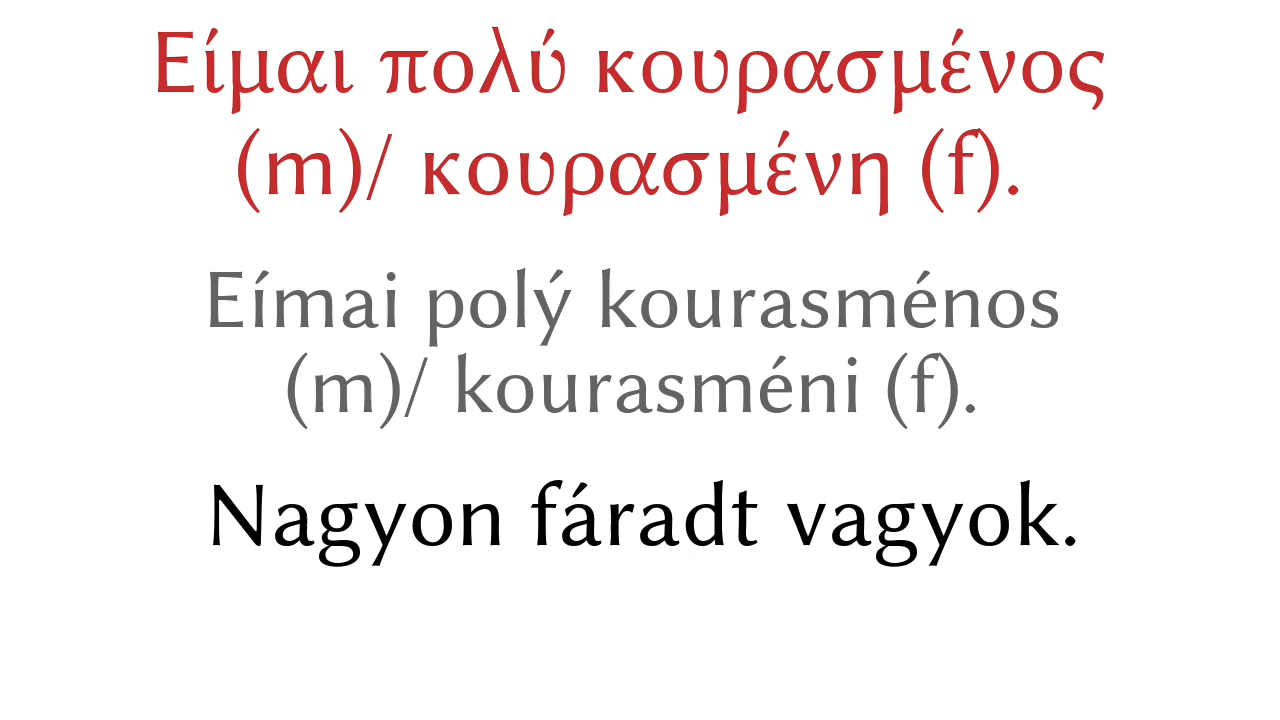 Είμαι πολύ κουρασμένος
(m)/ κουρασμένη (f).
Eímai polý kourasménos
(m)/ kourasméni (f).
Nagyon fáradt vagyok.